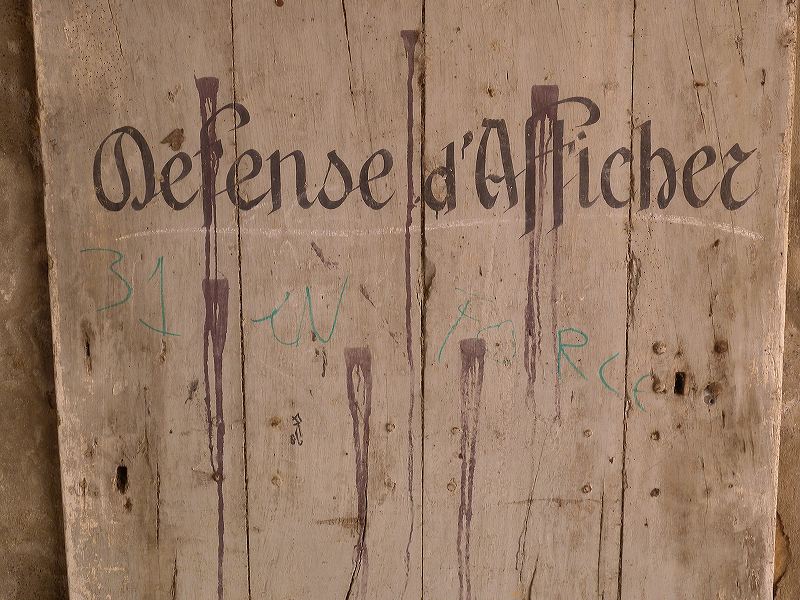 Defense d'Afficher
31 en FoRCe